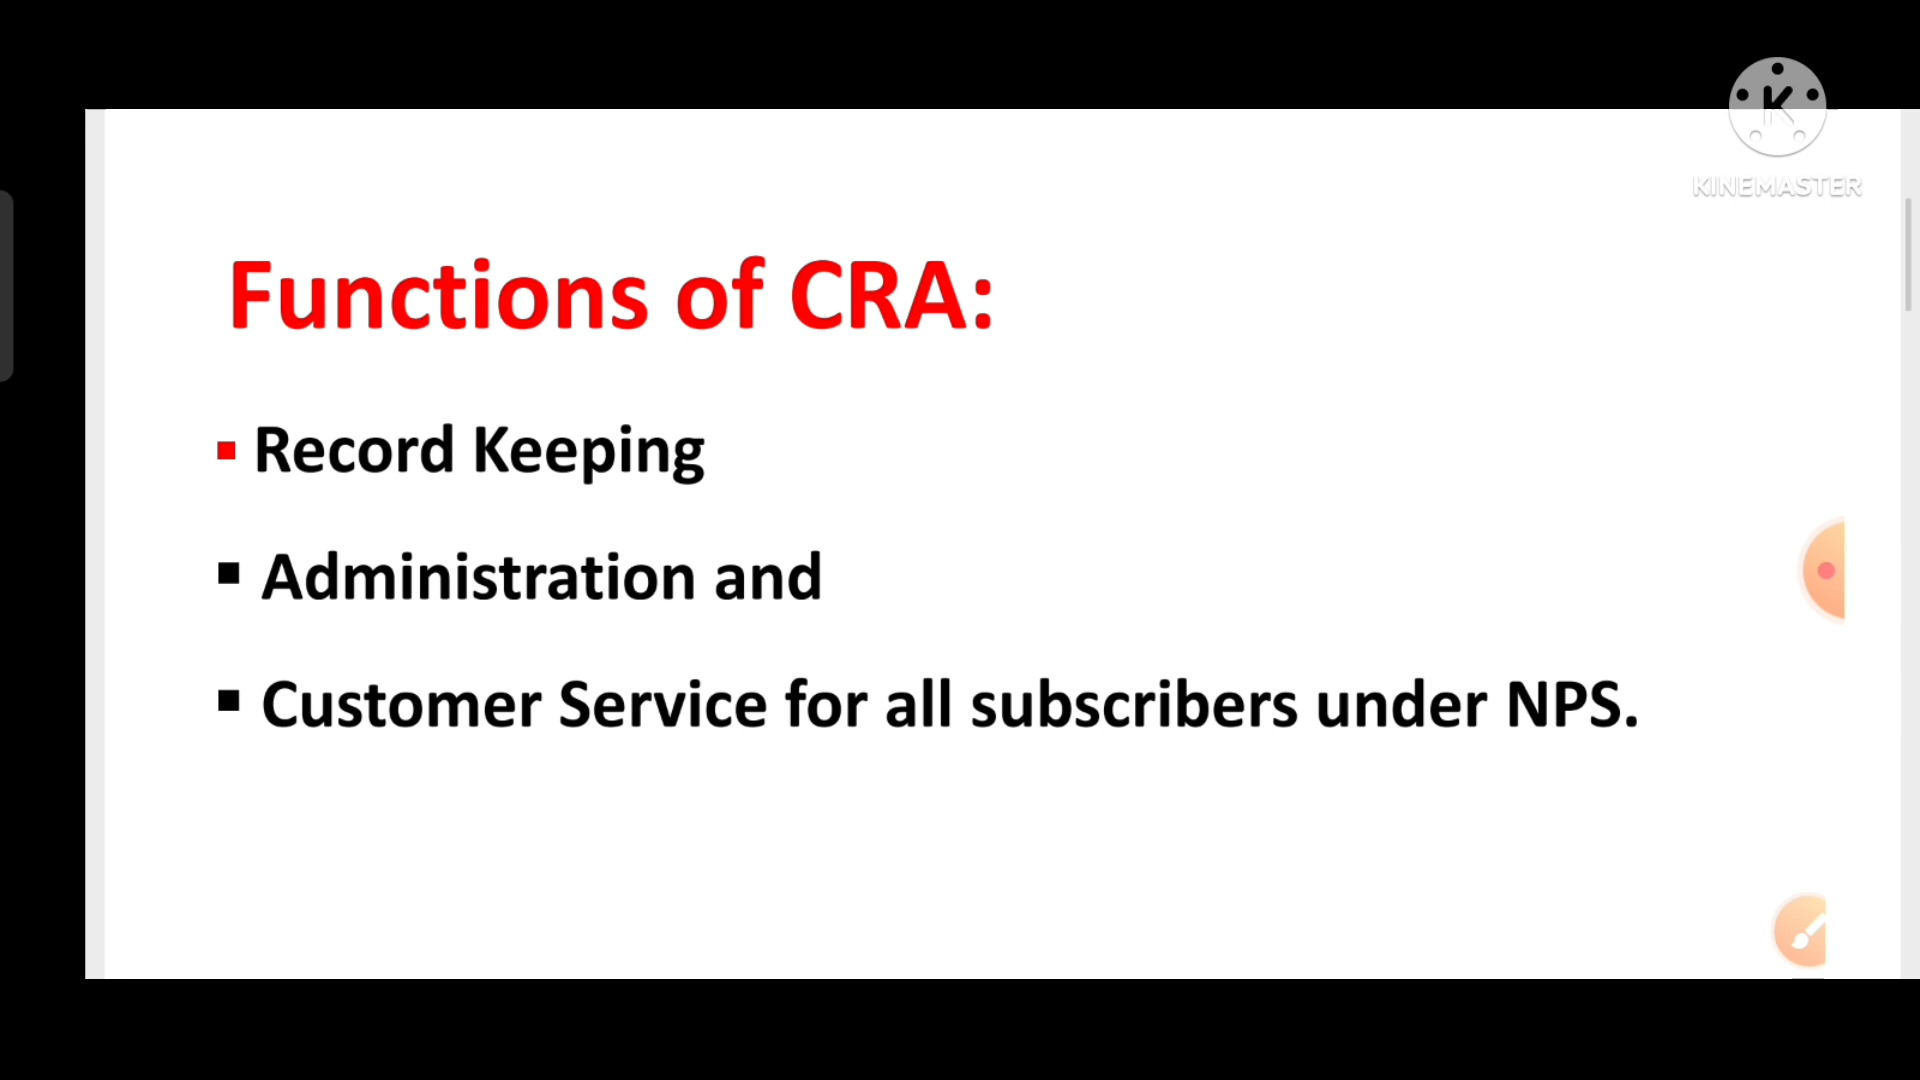 K
KINEMASTER
Functions of CRA:
▪ Record Keeping
▪ Administration and
▪ Customer Service for all subscribers under NPS.